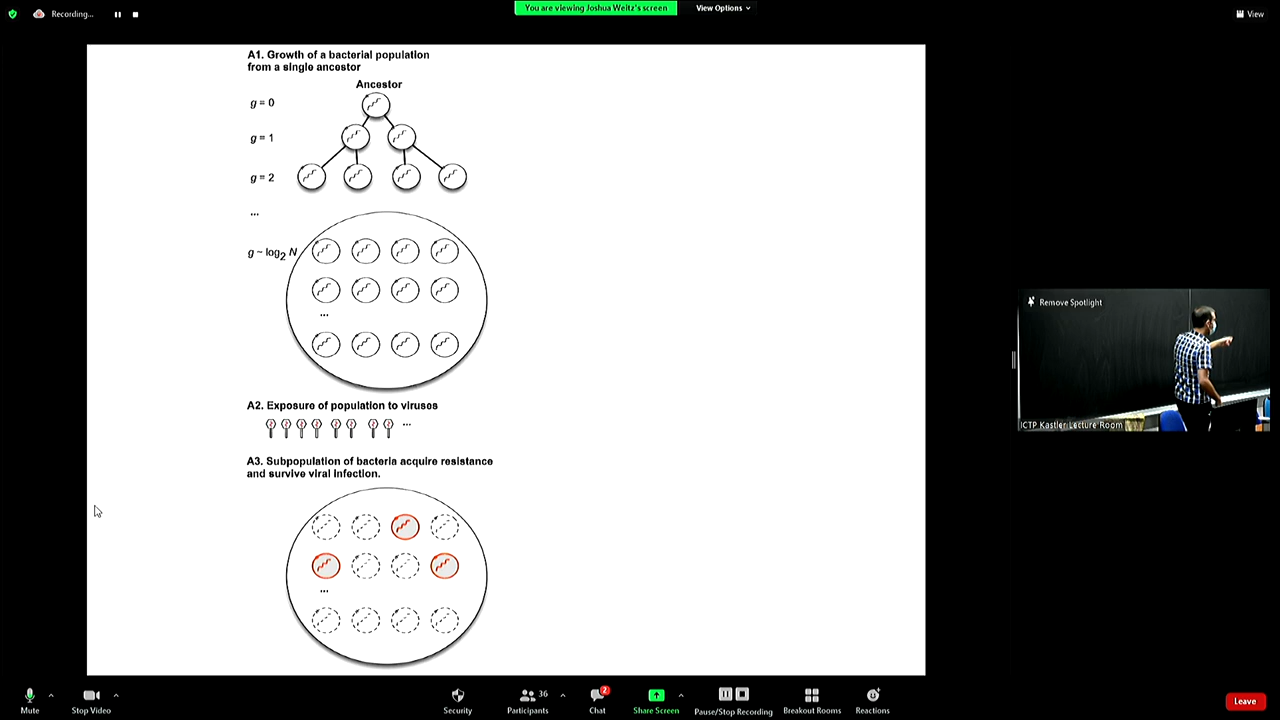 Recording...
You are viewing Joshua Weitz's screen
View Options
View
A1. Growth of a bacterial population
from a single ancestor
Ancestor
g = 0
g = 1
g = 2
...
g ~ log2 N
...
A2. Exposure of population to viruses
...
A3. Subpopulation of bacteria acquire resistance
and survive viral infection.
...
Remove Spotlight
ICTP Kastler Lecture Room
Mute
Stop Video
Security
Participants
36
Chat
2
Share Screen
Pause/Stop Recording
Breakout Rooms
Reactions
Leave